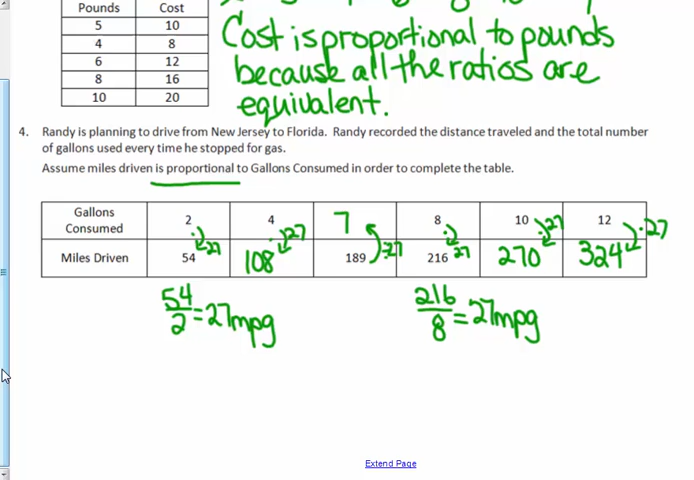 Pounds Cost
5 10
4 8
6 12
8 16
10 20
Cost is proportional to pounds
because all the ratios are
equivalent.
4. Randy is planning to drive from New Jersey to Florida. Randy recorded the distance traveled and the total number
of gallons used every time he stopped for gas.
Assume miles driven is proportional to Gallons Consumed in order to complete the table.
Gallons Consumed 2 4 7 8 10 12
·27 ·27 ÷27 ·27 ·27 ·27
Miles Driven 54 108 189 216 270 324
54/2 = 27mpg 216/8 = 27mpg
Extend Page